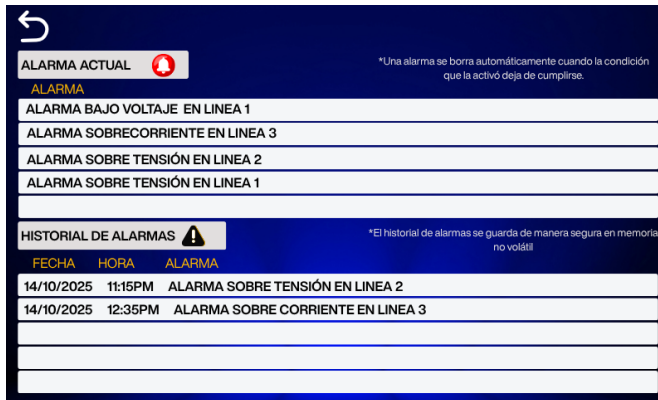 ALARMA ACTUAL
*Una alarma se borra automáticamente cuando la condición
que la activó deja de cumplirse.
ALARMA
ALARMA BAJO VOLTAJE EN LINEA 1
ALARMA SOBRECORRIENTE EN LINEA 3
ALARMA SOBRE TENSIÓN EN LINEA 2
ALARMA SOBRE TENSIÓN EN LINEA 1
HISTORIAL DE ALARMAS
*El historial de alarmas se guarda de manera segura en memoria
no volátil
FECHA HORA ALARMA
14/10/2025 11:15PM ALARMA SOBRE TENSIÓN EN LINEA 2
14/10/2025 12:35PM ALARMA SOBRE CORRIENTE EN LINEA 3